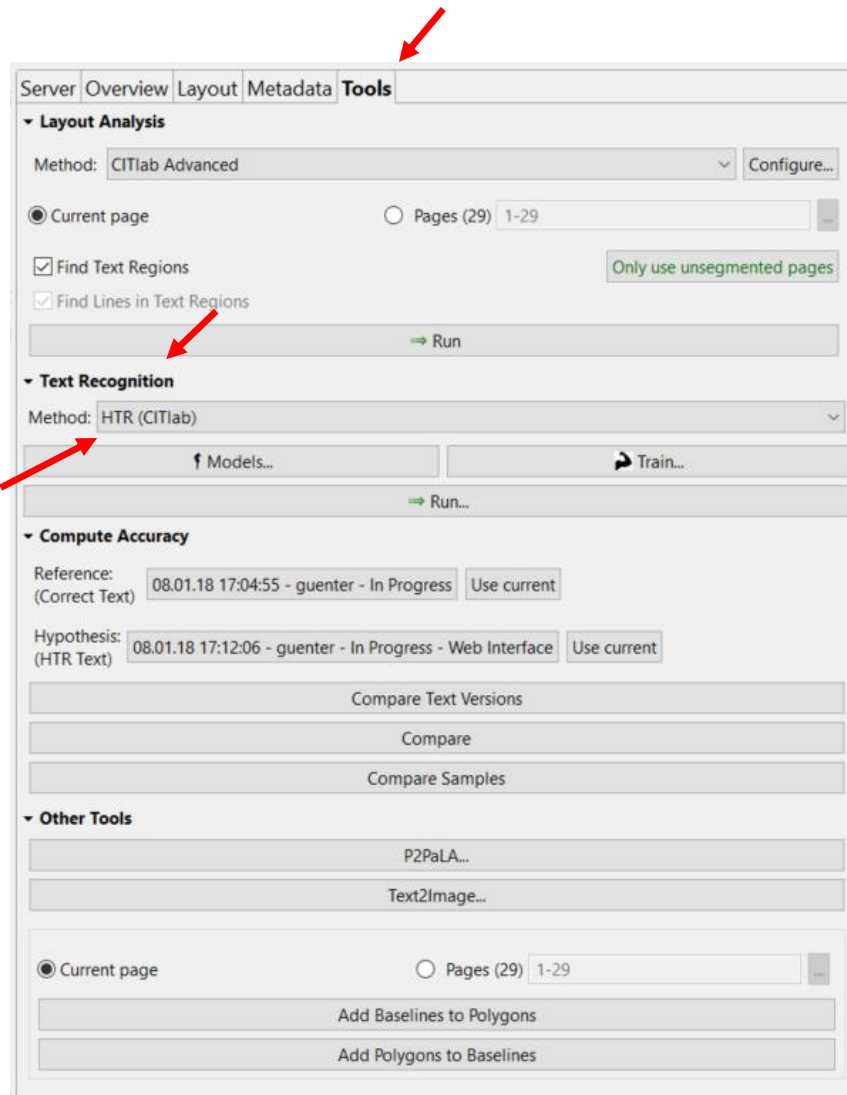 Server Overview Layout Metadata Tools
Layout Analysis
Method: CITlab Advanced Configure...
Current page Pages (29) 1-29 ...
Find Text Regions Only use unsegmented pages
Find Lines in Text Regions
⇒ Run
Text Recognition
Method: HTR (CITlab)
Models... Train...
⇒ Run...
Compute Accuracy
Reference:
(Correct Text) 08.01.18 17:04:55 - guenter - In Progress Use current
Hypothesis:
(HTR Text) 08.01.18 17:12:06 - guenter - In Progress - Web Interface Use current
Compare Text Versions
Compare
Compare Samples
Other Tools
P2PaLA...
Text2Image...
Current page Pages (29) 1-29 ...
Add Baselines to Polygons
Add Polygons to Baselines